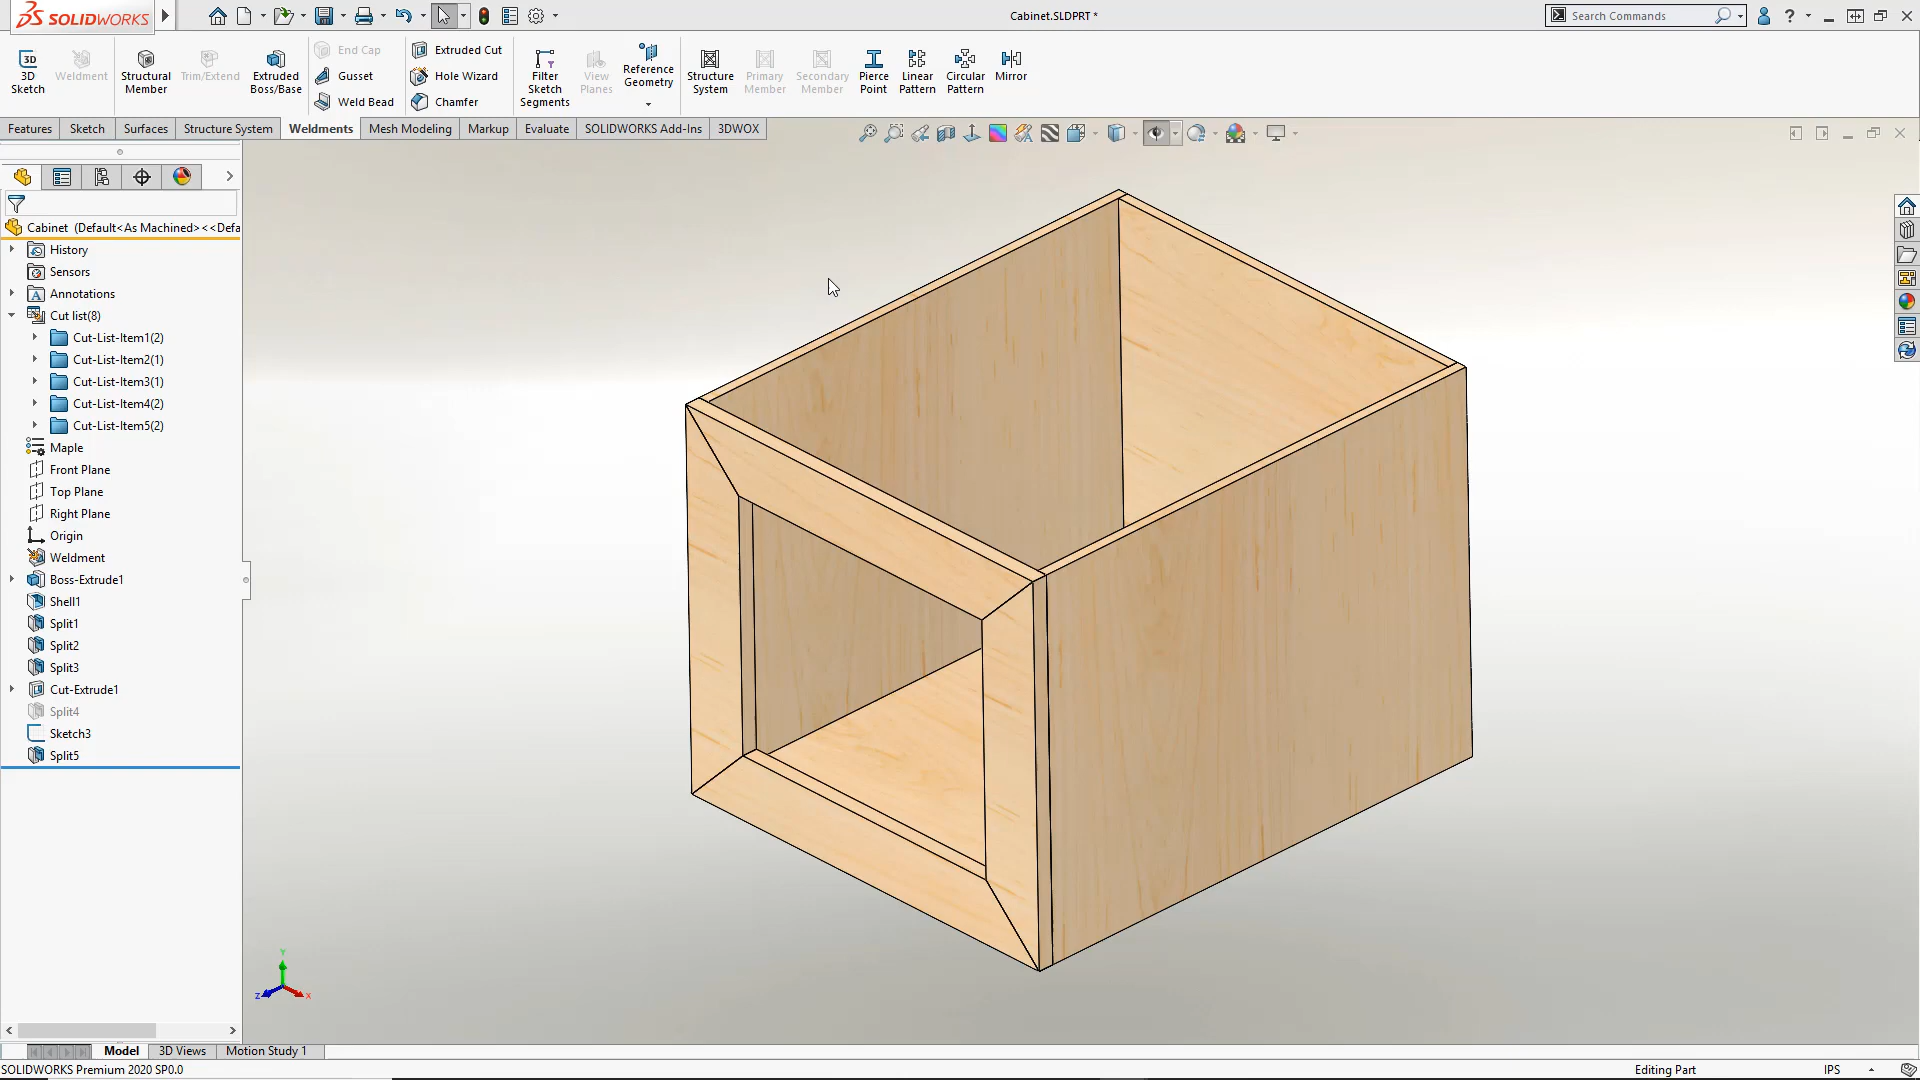 SOLIDWORKS
Cabinet.SLDPRT *
Search Commands
?
3D
3D Sketch
Weldment
Structural Member
Trim/Extend
Extruded Boss/Base
End Cap
Gusset
Weld Bead
Extruded Cut
Hole Wizard
Chamfer
Filter Sketch Segments
View Planes
Reference Geometry
Structure System
Primary Member
Secondary Member
Pierce Point
Linear Pattern
Circular Pattern
Mirror
Features
Sketch
Surfaces
Structure System
Weldments
Mesh Modeling
Markup
Evaluate
SOLIDWORKS Add-Ins
3DWOX
Cabinet (Default<As Machined><<Defa
History
Sensors
Annotations
Cut list(8)
Cut-List-Item1(2)
Cut-List-Item2(1)
Cut-List-Item3(1)
Cut-List-Item4(2)
Cut-List-Item5(2)
Maple
Front Plane
Top Plane
Right Plane
Origin
Weldment
Boss-Extrude1
Shell1
Split1
Split2
Split3
Cut-Extrude1
Split4
Sketch3
Split5
Y
Z
X
Model
3D Views
Motion Study 1
SOLIDWORKS Premium 2020 SP0.0
Editing Part
IPS